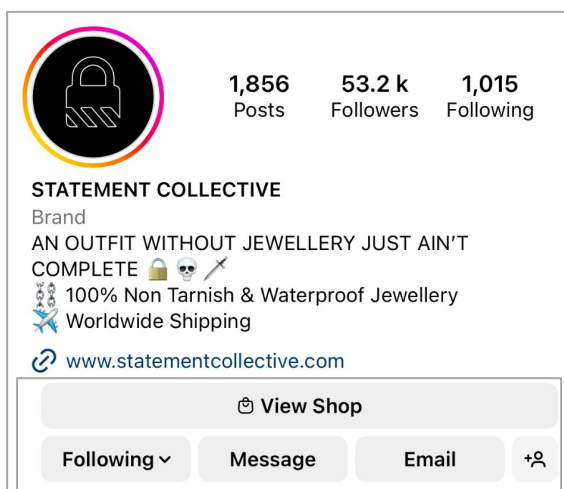 1,856 53.2 k 1,015
Posts Followers Following
STATEMENT COLLECTIVE
Brand
AN OUTFIT WITHOUT JEWELLERY JUST AIN'T
COMPLETE 🔒 💀 🗡️
⛓️ 100% Non Tarnish & Waterproof Jewellery
✈️ Worldwide Shipping
www.statementcollective.com
View Shop
Following Message Email